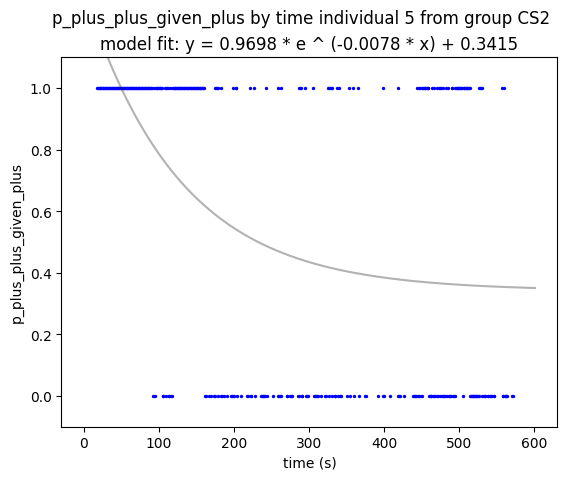 p_plus_plus_given_plus by time individual 5 from group CS2
model fit: y = 0.9698 * e ^ (-0.0078 * x) + 0.3415
p_plus_plus_given_plus
1.0
0.8
0.6
0.4
0.2
0.0
0 100 200 300 400 500 600
time (s)